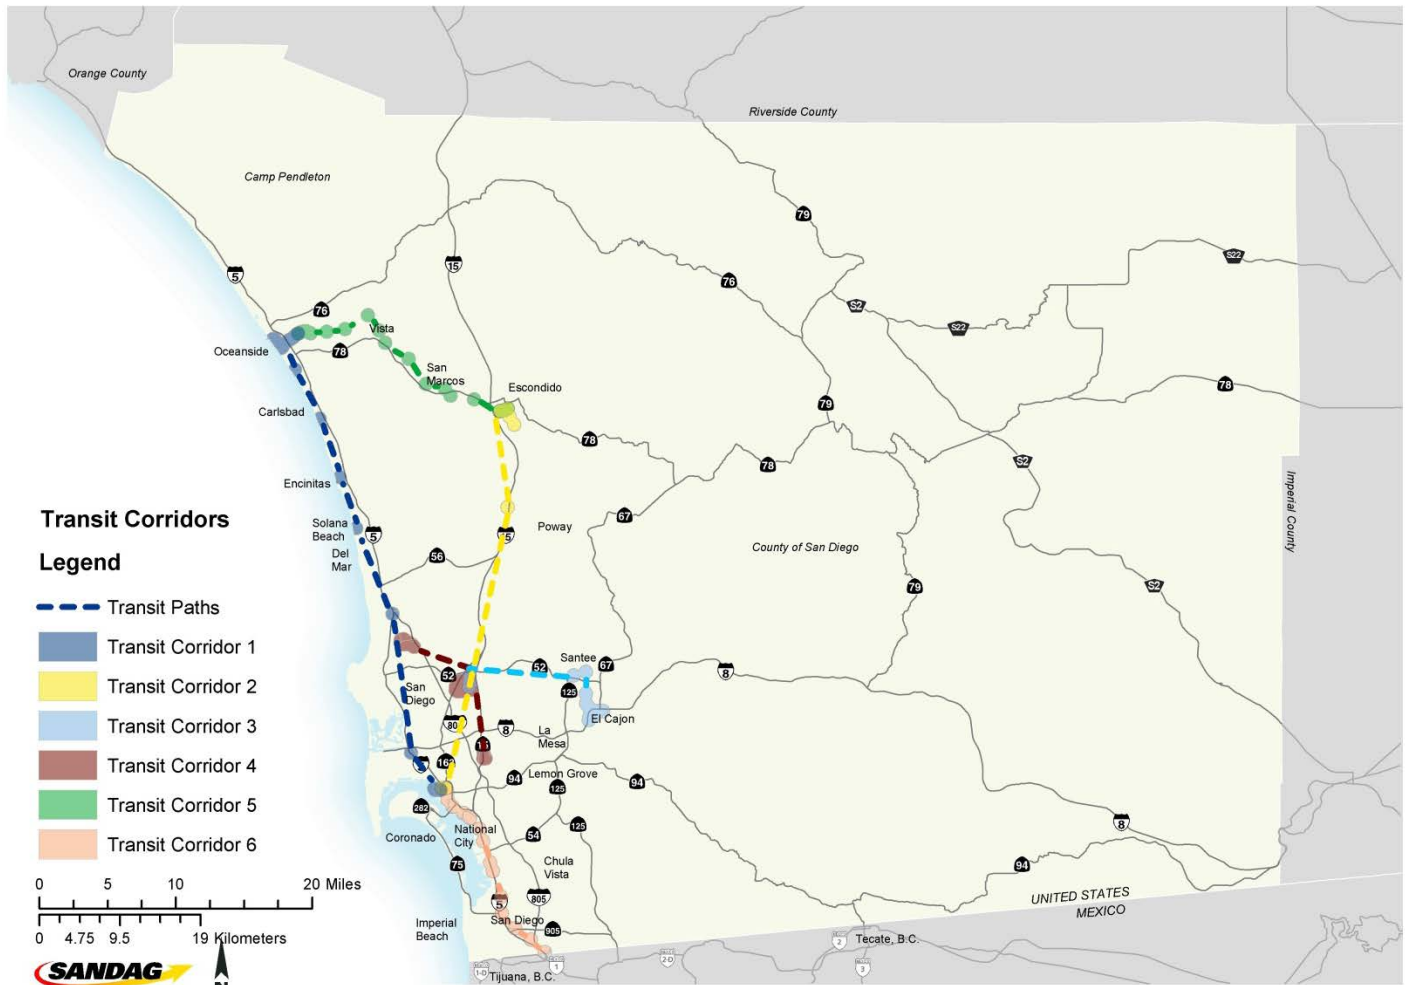 Orange County
Riverside County
Camp Pendleton
79
S22
5
15
76
76
S2
S22
Vista
Oceanside
78
San
Marcos
78
Escondido
Carlsbad
79
78
78
S2
Encinitas
Imperial County
67
Solana
Beach
Del
Mar
5
Poway
56
County of San Diego
79
S2
Transit Corridors
Legend
Transit Paths
Transit Corridor 1
Transit Corridor 2
Transit Corridor 3
Transit Corridor 4
Transit Corridor 5
Transit Corridor 6
Santee
52
67
52
125
8
San
Diego
El Cajon
8
La
Mesa
94
Lemon Grove
125
94
282
National
City
Coronado
54
125
8
75
Chula
Vista
94
5
805
San Diego
905
Imperial
Beach
UNITED STATES
MEXICO
Tecate, B.C.
2
2-D
3
1
1-D
Tijuana, B.C.
0 5 10 20 Miles
0 4.75 9.5 19 Kilometers
SANDAG
N